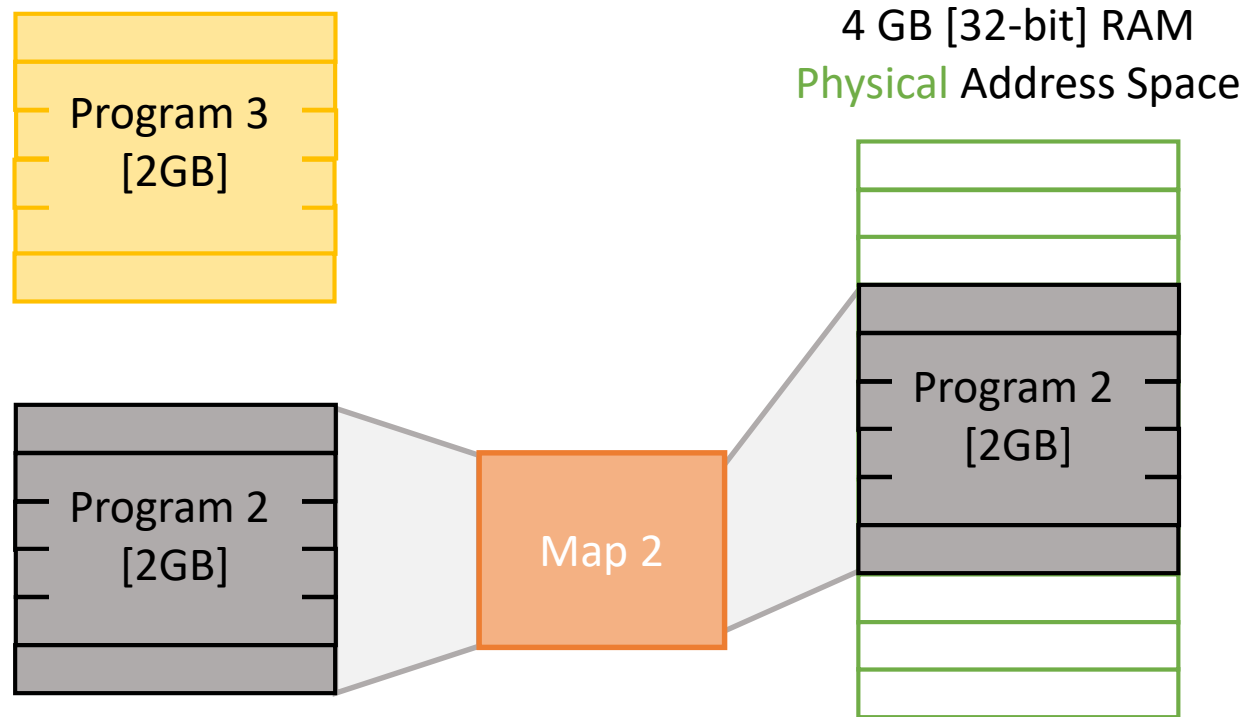 4 GB [32-bit] RAM
Physical Address Space
Program 3
[2GB]
Program 2
[2GB]
Map 2
Program 2
[2GB]